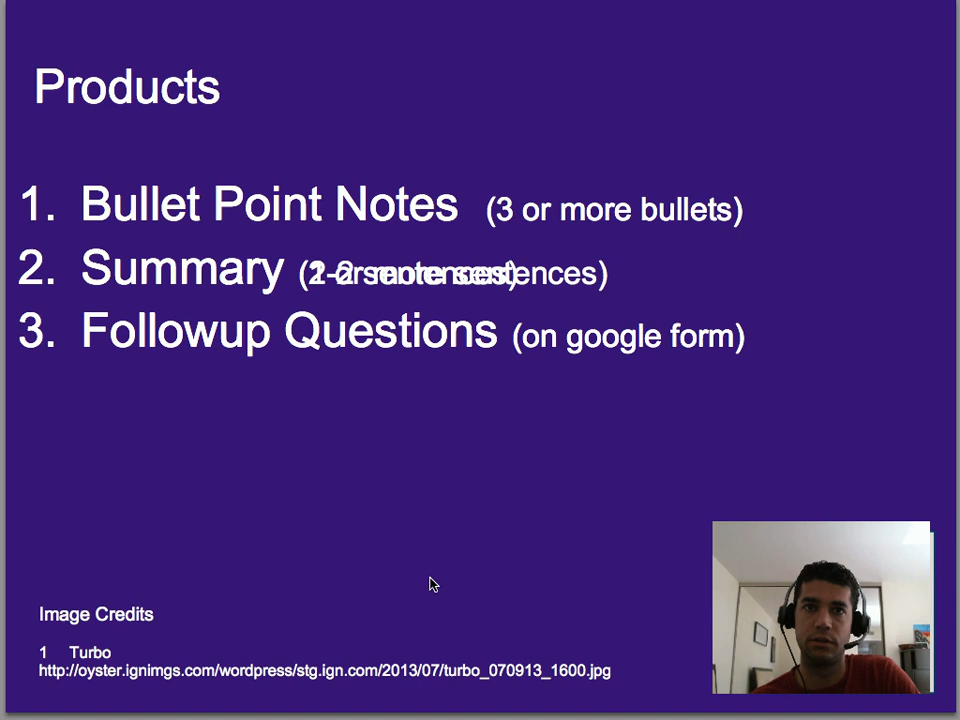 Products
1. Bullet Point Notes (3 or more bullets)
2. Summary
3. Followup Questions (on google form)
Image Credits
1 Turbo
http://oyster.ignimgs.com/wordpress/stg.ign.com/2013/07/turbo_070913_1600.jpg